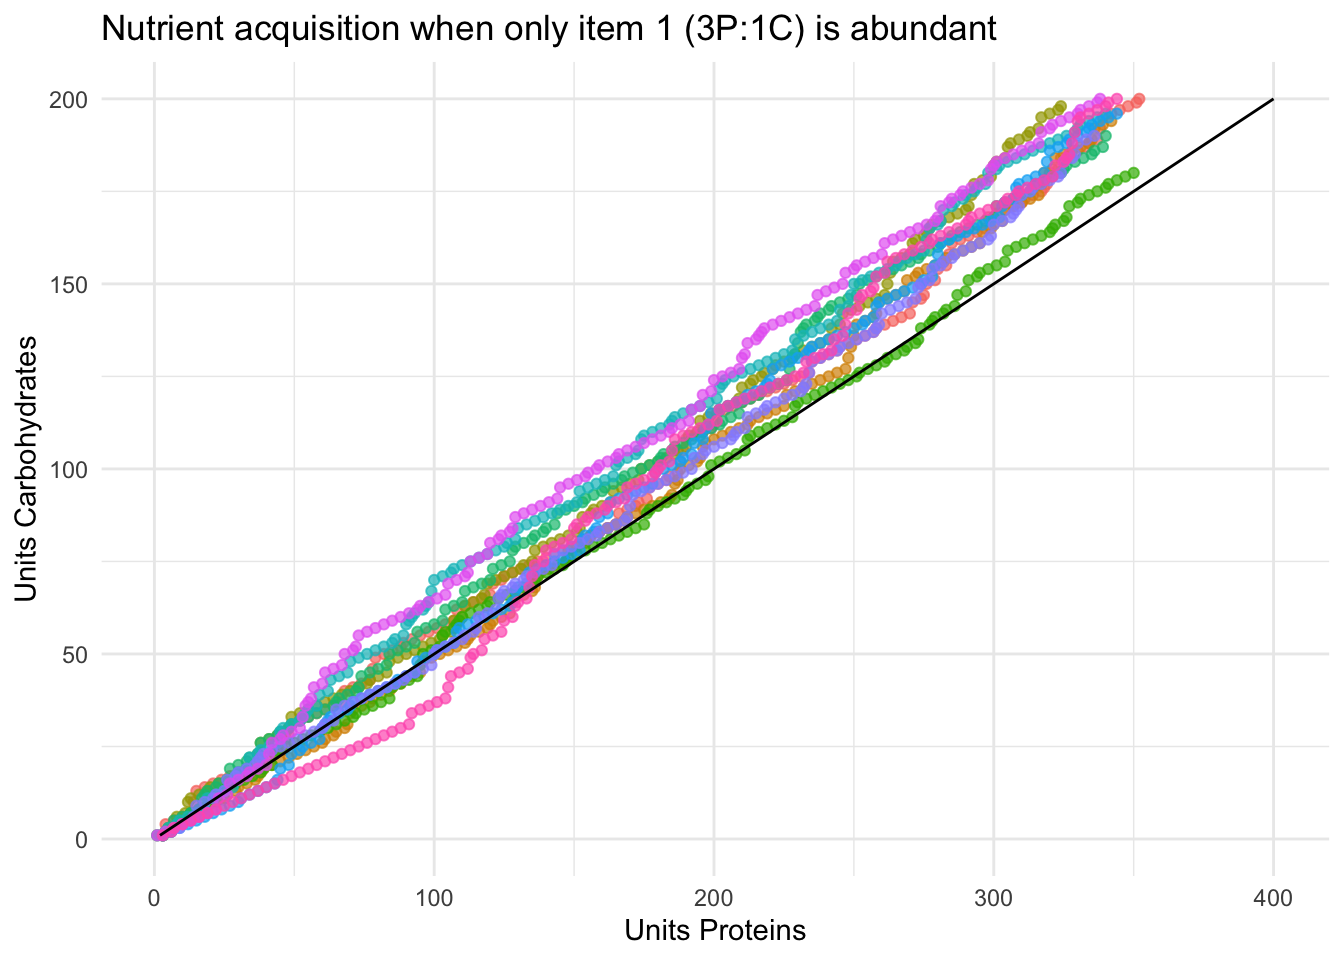 Nutrient acquisition when only item 1 (3P:1C) is abundant
200
150
100
50
0
Units Carbohydrates
0 100 200 300 400
Units Proteins